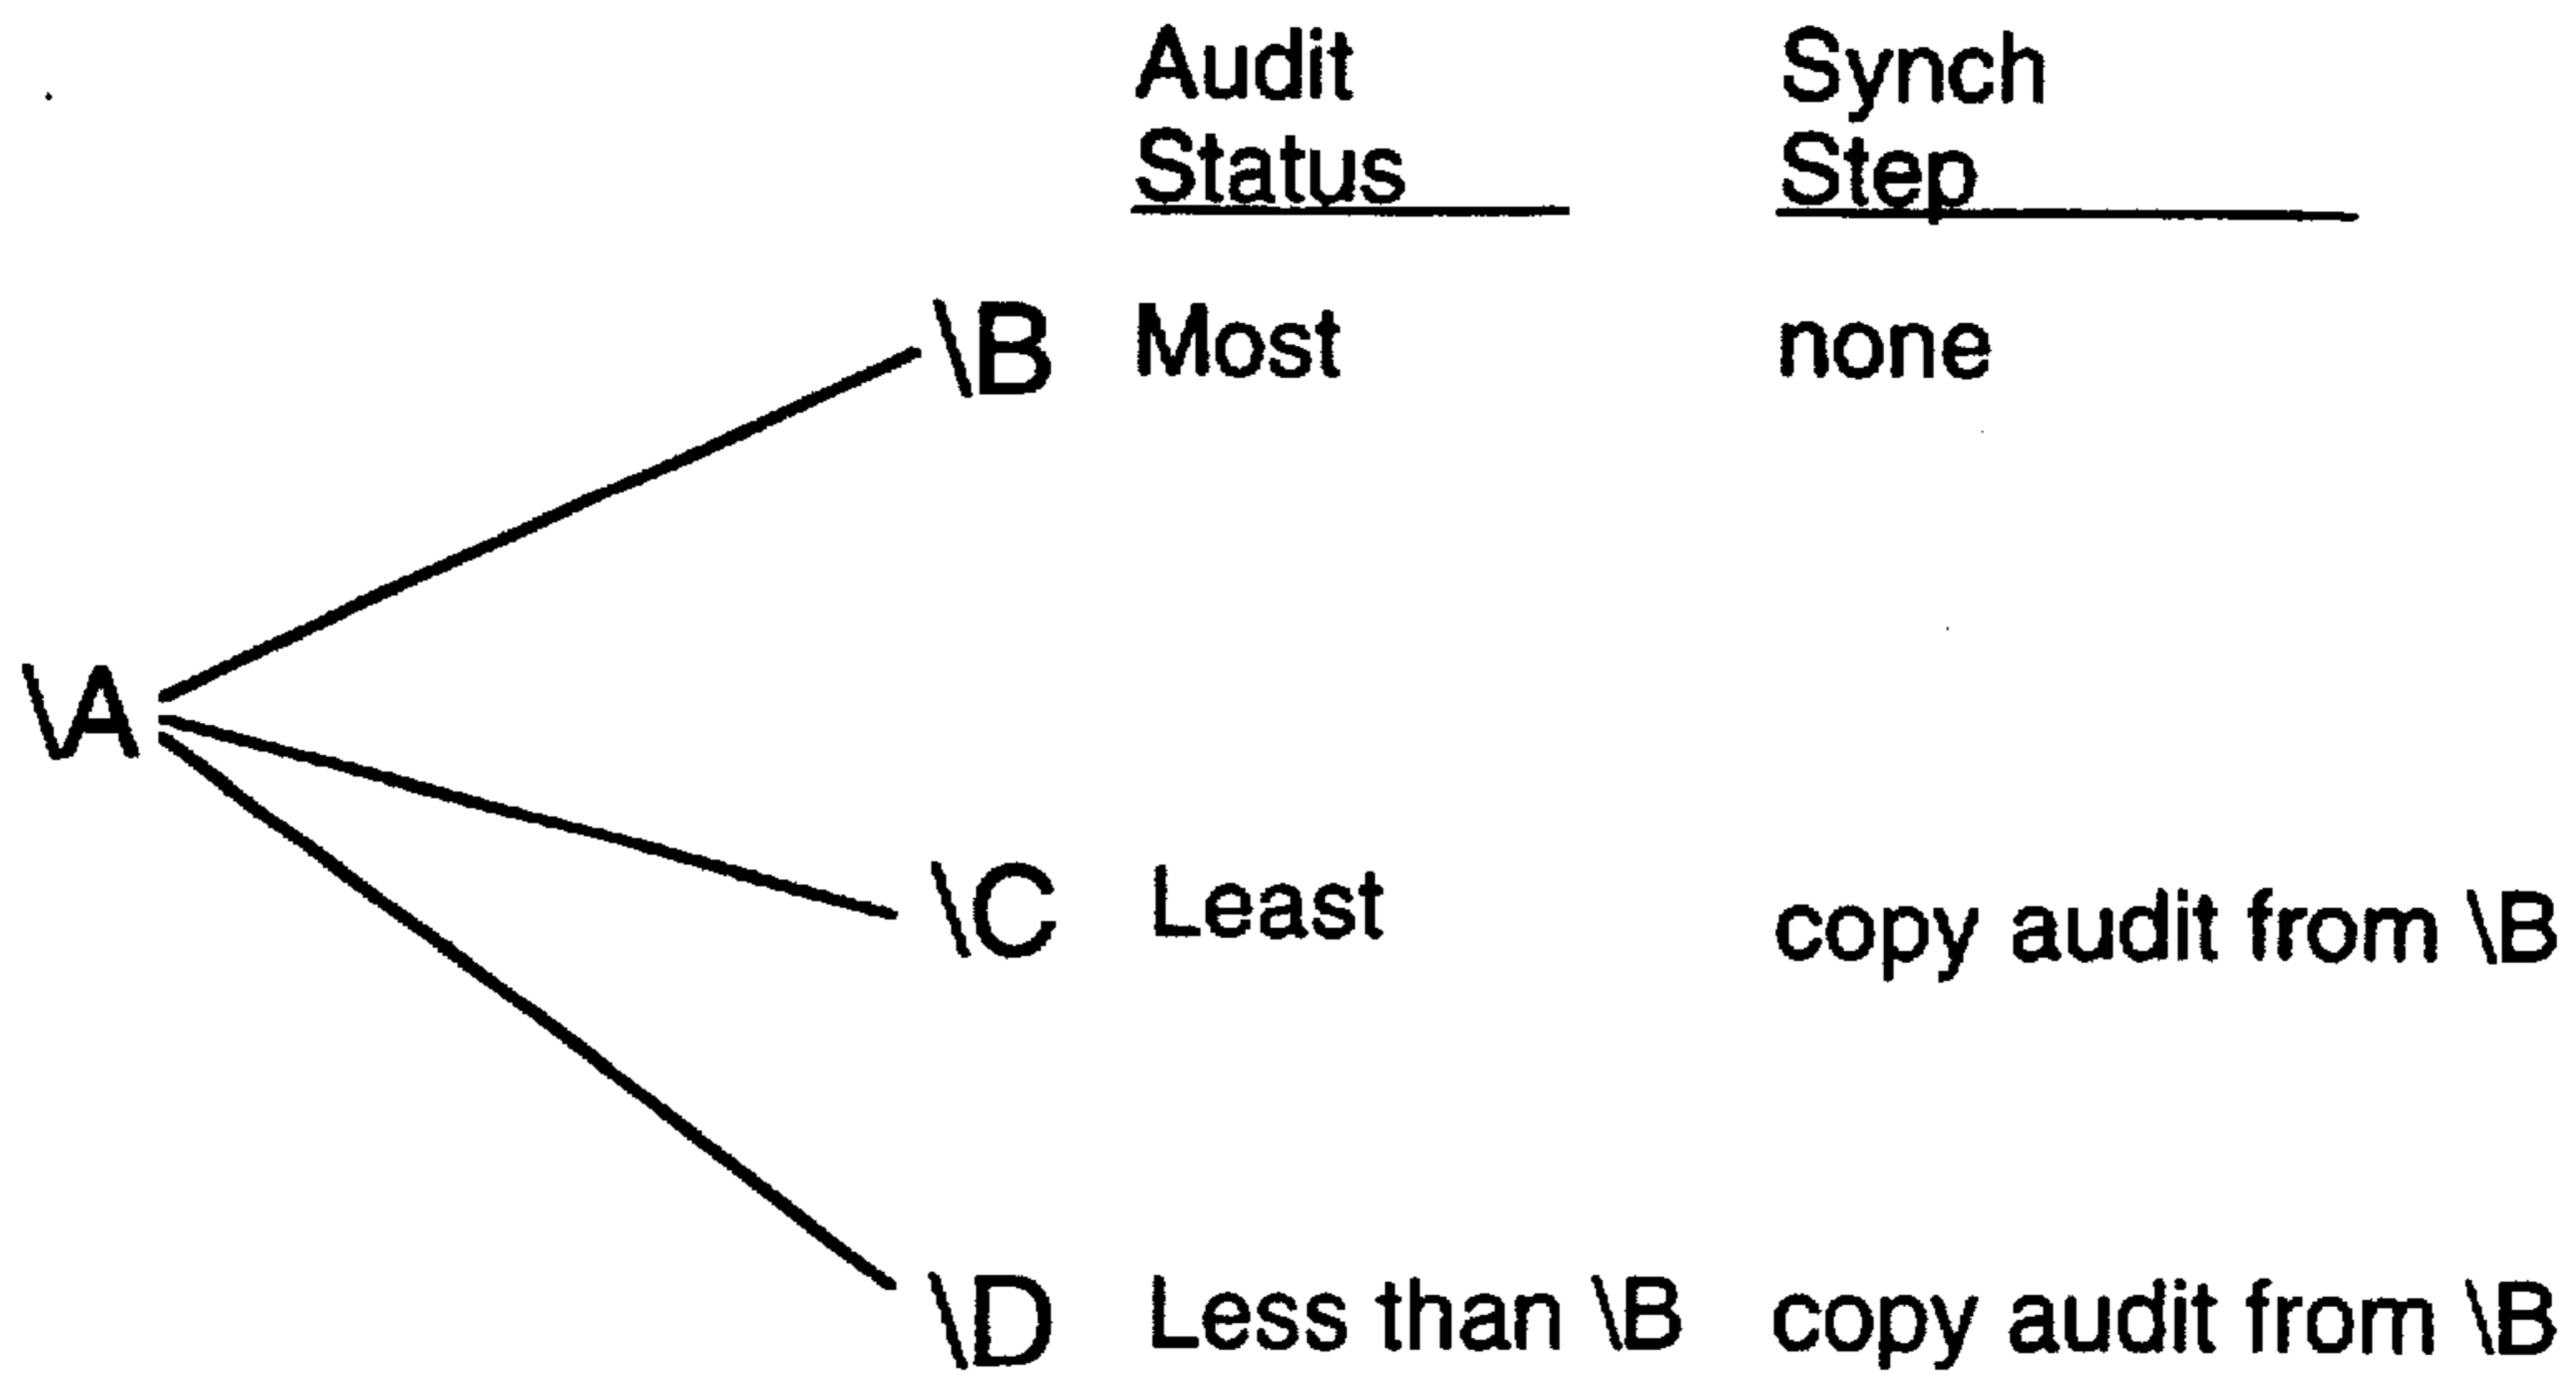 Audit Synch
Status Step
\B Most none
\A
\C Least copy audit from \B
\D Less than \B copy audit from \B